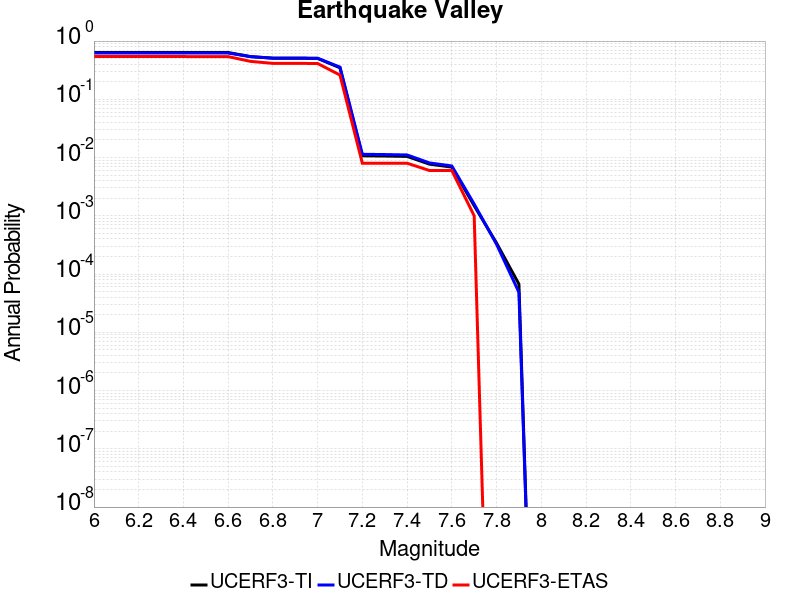 Earthquake Valley
10^0
10^-1
10^-2
10^-3
10^-4
10^-5
10^-6
10^-7
10^-8
Annual Probability
6 6.2 6.4 6.6 6.8 7 7.2 7.4 7.6 7.8 8 8.2 8.4 8.6 8.8 9
Magnitude
UCERF3-TI UCERF3-TD UCERF3-ETAS